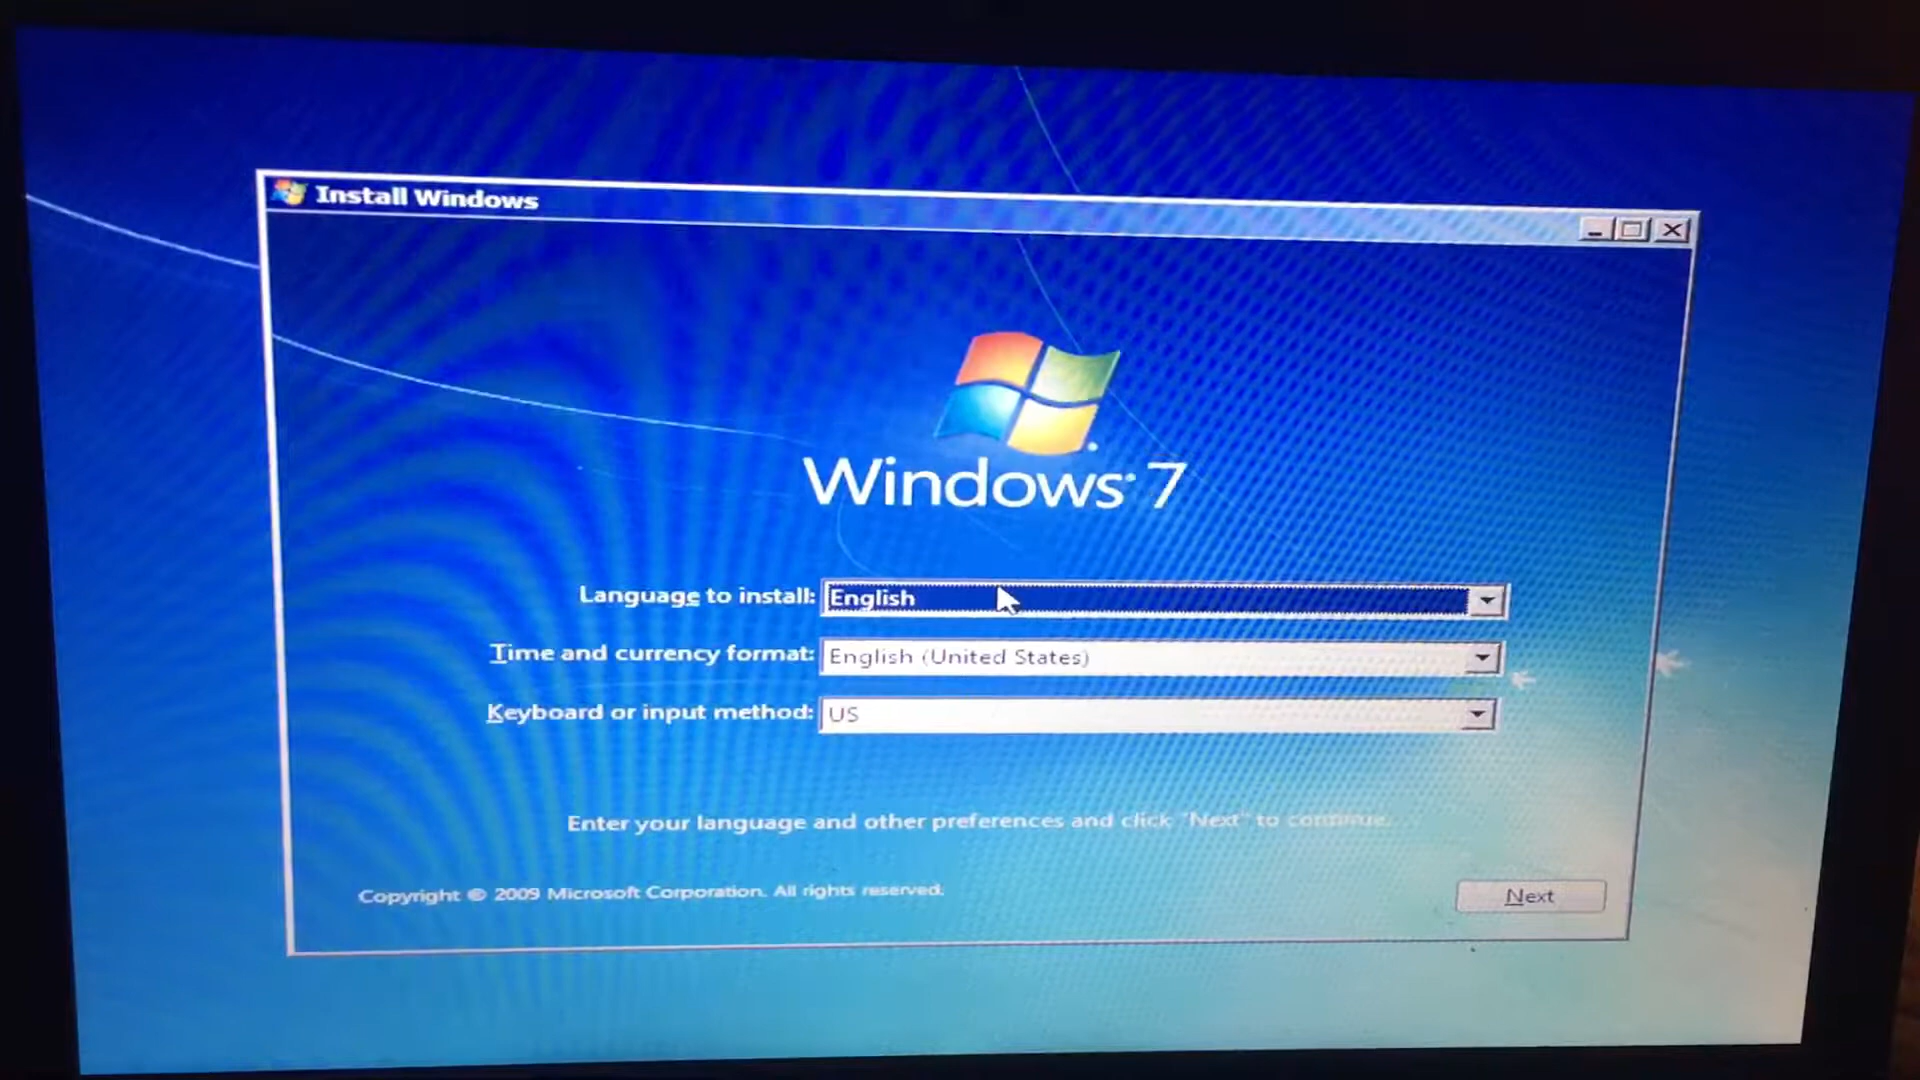 Install Windows
Windows® 7
Language to install: English
Time and currency format: English (United States)
Keyboard or input method: US
Enter your language and other preferences and click "Next" to continue.
Copyright © 2009 Microsoft Corporation. All rights reserved.
Next